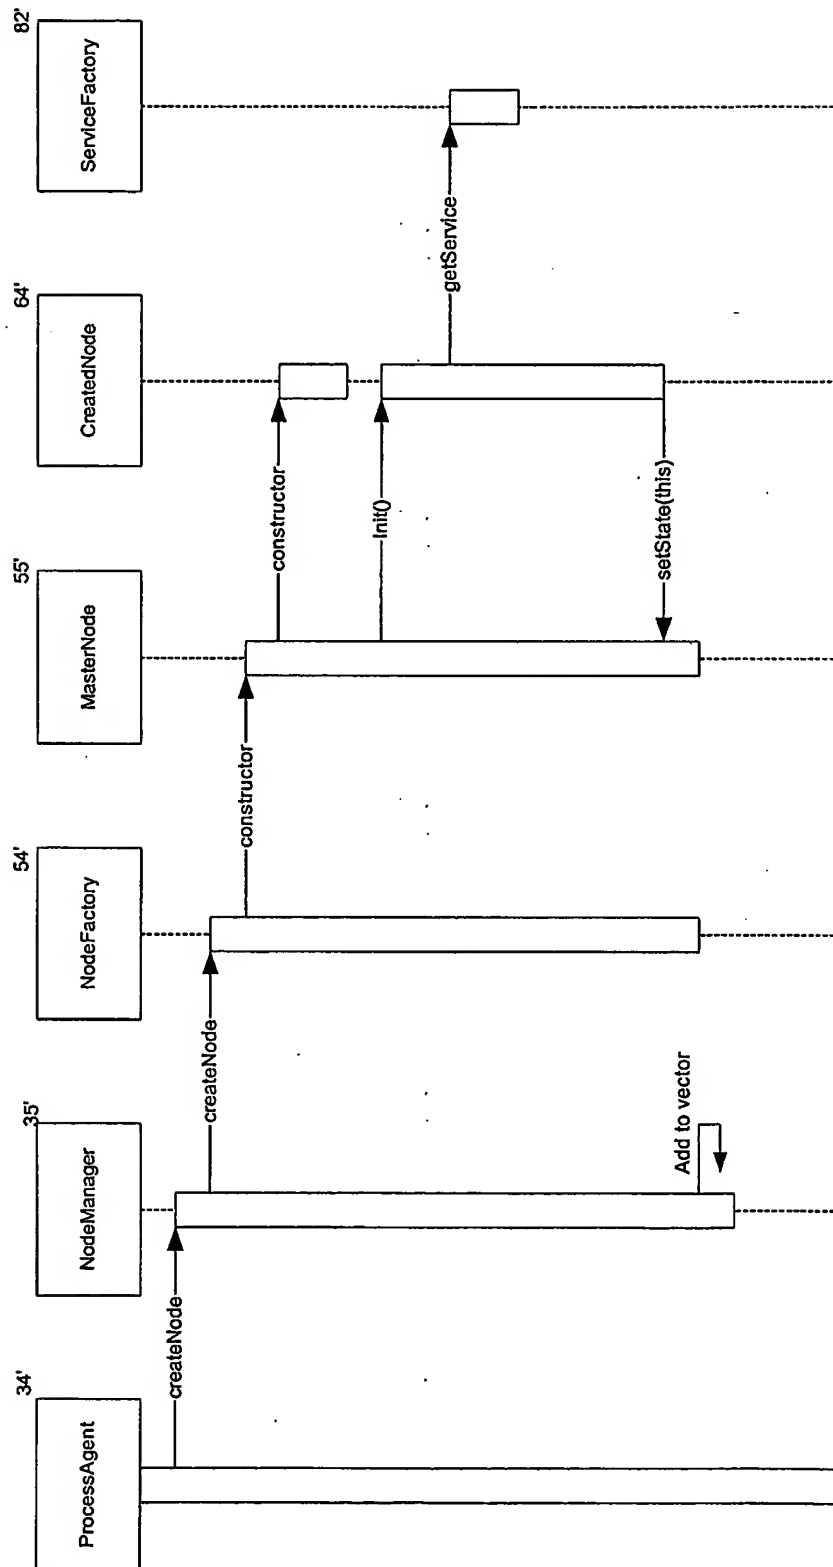 34'
35'
54'
55'
64'
82'
ProcessAgent
NodeManager
NodeFactory
MasterNode
CreatedNode
ServiceFactory
createNode
createNode
constructor
constructor
Init()
getService
setState(this)
Add to vector